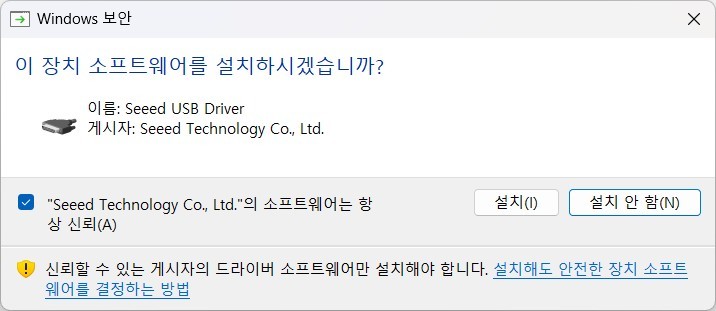 Windows 보안
이 장치 소프트웨어를 설치하시겠습니까?
이름: Seeed USB Driver
게시자: Seeed Technology Co., Ltd.
"Seeed Technology Co., Ltd."의 소프트웨어는 항
상 신뢰(A)
설치(I)
설치 안 함(N)
신뢰할 수 있는 게시자의 드라이버 소프트웨어만 설치해야 합니다. 설치해도 안전한 장치 소프트
웨어를 결정하는 방법